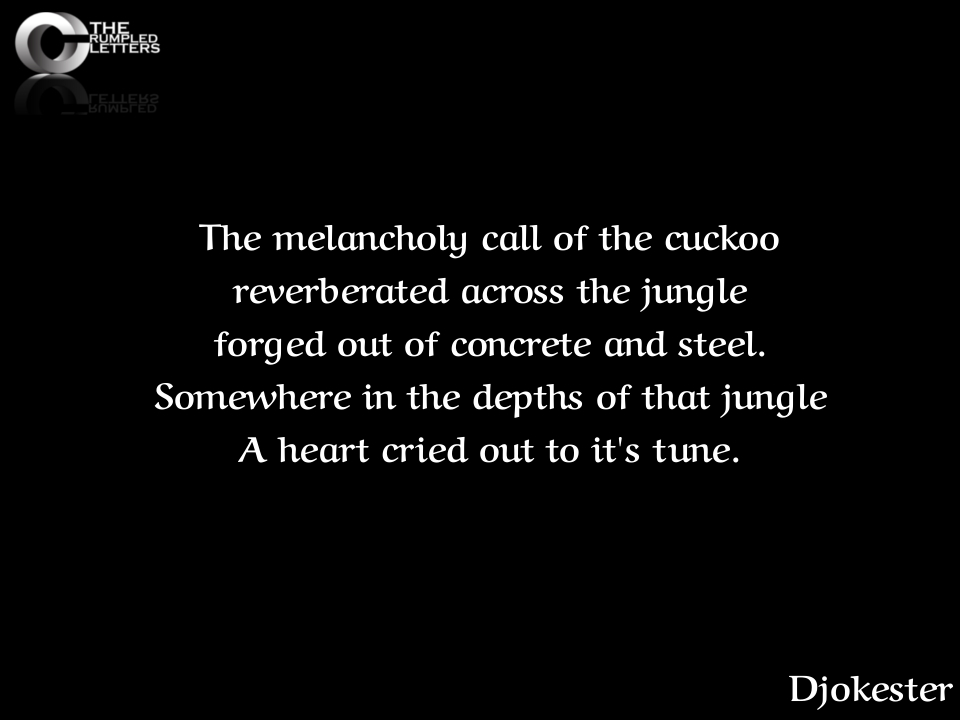 THE
CRUMPLED
LETTERS
The melancholy call of the cuckoo
reverberated across the jungle
forged out of concrete and steel.
Somewhere in the depths of that jungle
A heart cried out to it's tune.
Djokester